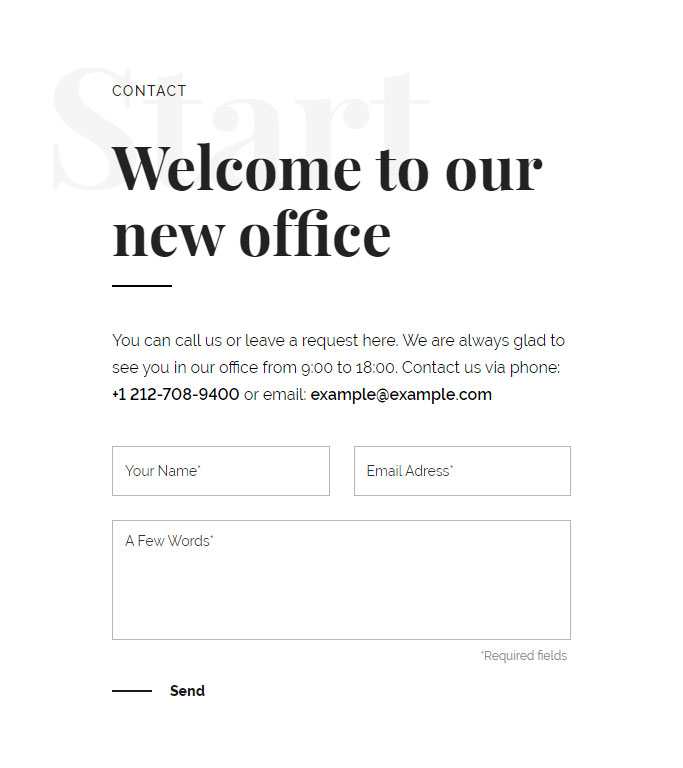 Start
CONTACT
Welcome to our
new office
You can call us or leave a request here. We are always glad to
see you in our office from 9:00 to 18:00. Contact us via phone:
+1 212-708-9400 or email: example@example.com
Your Name*
Email Adress*
A Few Words*
*Required fields
Send